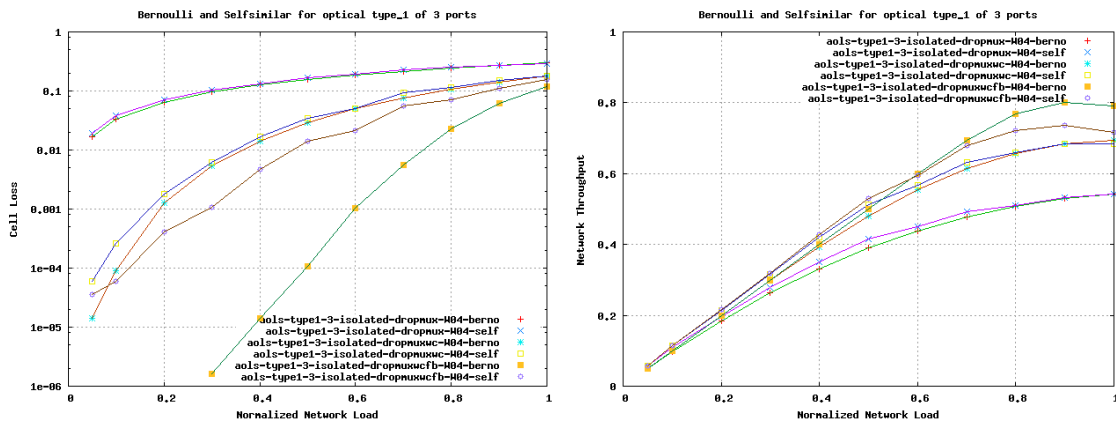 Bernoulli and Selfsimilar for optical type_1 of 3 ports
1
0.1
0.01
0.001
1e-04
1e-05
1e-06
Cell Loss
aols-type1-3-isolated-dropmux-W04-berno
aols-type1-3-isolated-dropmux-W04-self
aols-type1-3-isolated-dropmuxwc-W04-berno
aols-type1-3-isolated-dropmuxwc-W04-self
aols-type1-3-isolated-dropmuxwcfb-W04-berno
aols-type1-3-isolated-dropmuxwcfb-W04-self
0 0.2 0.4 0.6 0.8 1
Normalized Network Load
Bernoulli and Selfsimilar for optical type_1 of 3 ports
1
0.8
0.6
0.4
0.2
0
Network Throughput
aols-type1-3-isolated-dropmux-W04-berno
aols-type1-3-isolated-dropmux-W04-self
aols-type1-3-isolated-dropmuxwc-W04-berno
aols-type1-3-isolated-dropmuxwc-W04-self
aols-type1-3-isolated-dropmuxwcfb-W04-berno
aols-type1-3-isolated-dropmuxwcfb-W04-self
0 0.2 0.4 0.6 0.8 1
Normalized Network Load